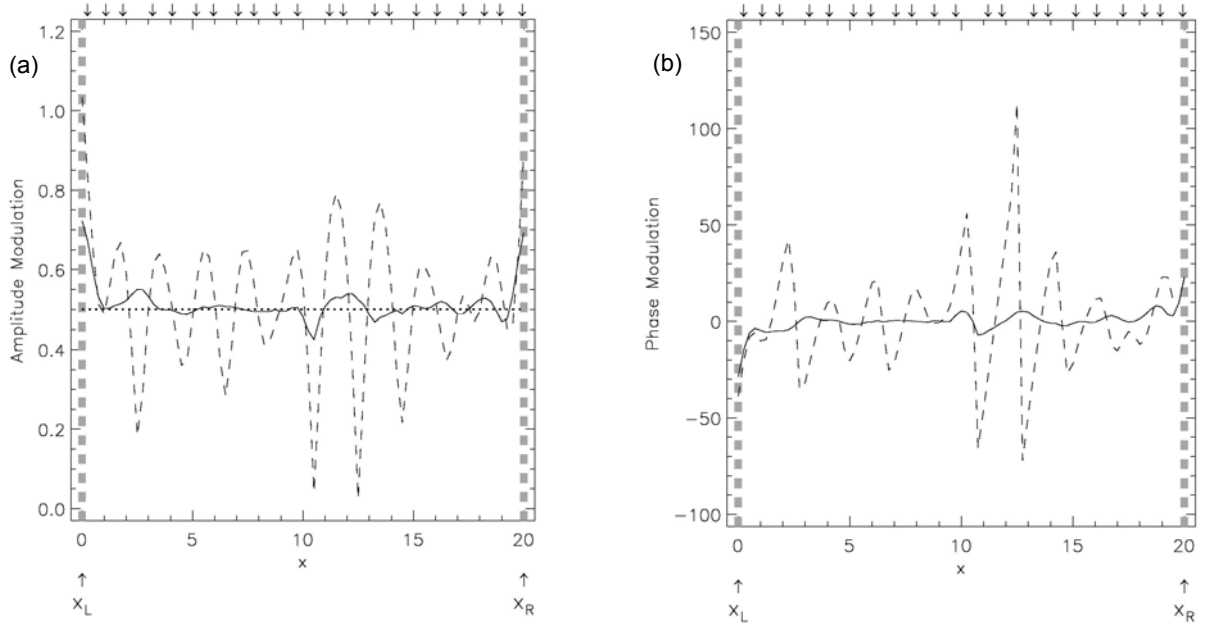 (a)
Amplitude Modulation
1.2
1.0
0.8
0.6
0.4
0.2
0.0
0 5 10 15 20
x
X_L X_R
(b)
Phase Modulation
150
100
50
0
−50
−100
0 5 10 15 20
x
X_L X_R